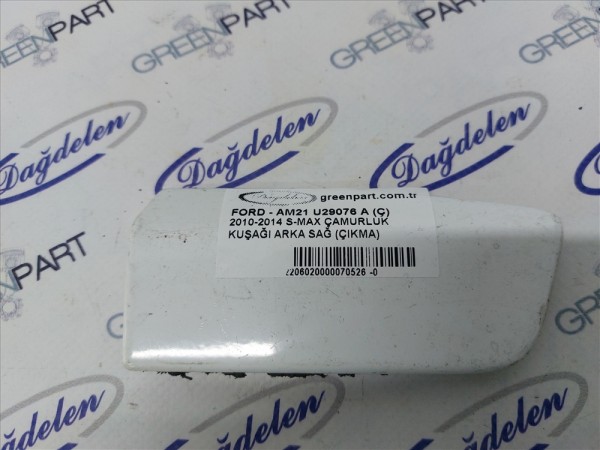 GREENPART
GREENPART
Dağdelen
Dağdelen
Dağdelen greenpart.com.tr
FORD - AM21 U29076 A (Ç)
2010-2014 S-MAX ÇAMURLUK
KUŞAĞI ARKA SAĞ (ÇIKMA)
2206020000070526 -0
GREENPART
Dağdelen
Dağdelen
GREENPART